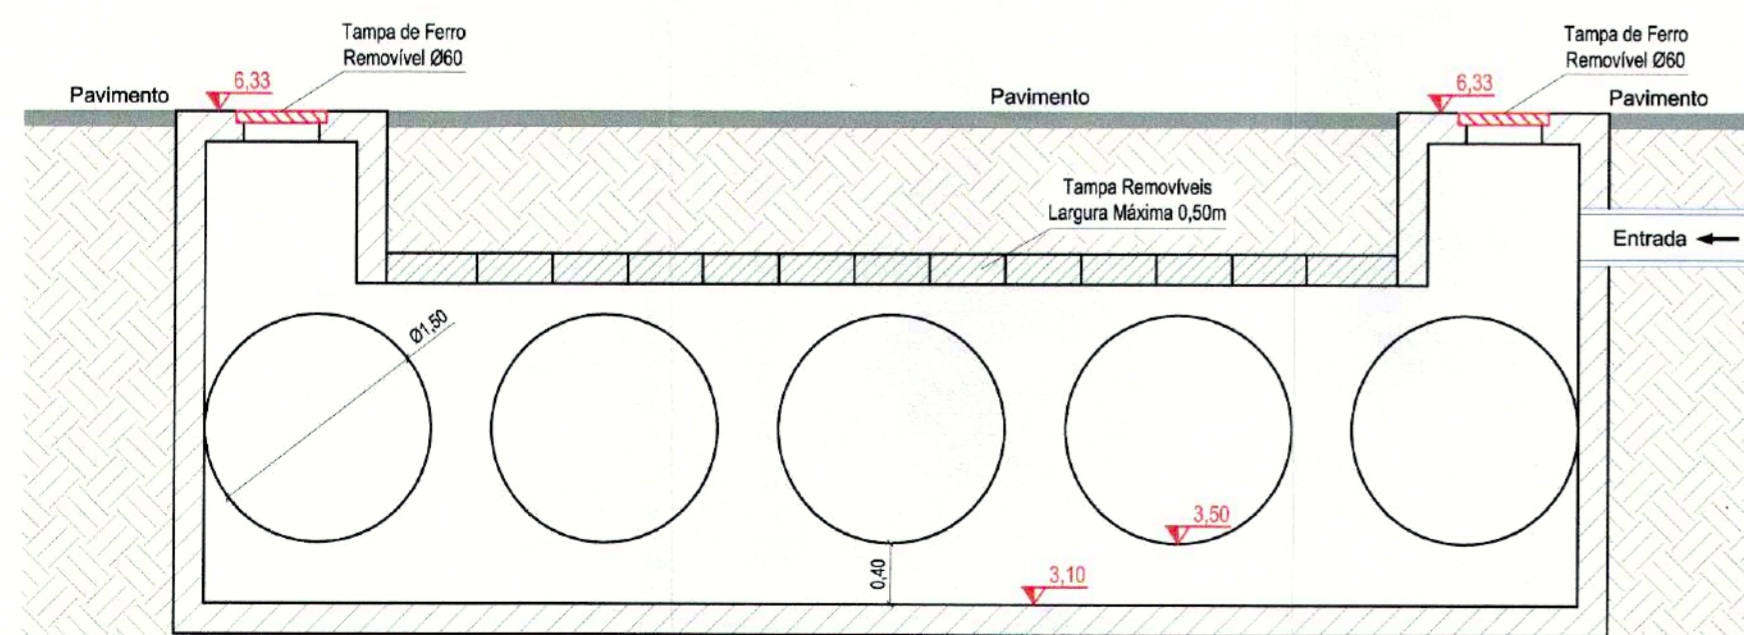 Tampa de Ferro
Removível Ø60
Tampa de Ferro
Removível Ø60
6,33
6,33
Pavimento
Pavimento
Pavimento
Tampa Removíveis
Largura Máxima 0,50m
Entrada
Ø1,50
3,50
0,40
3,10